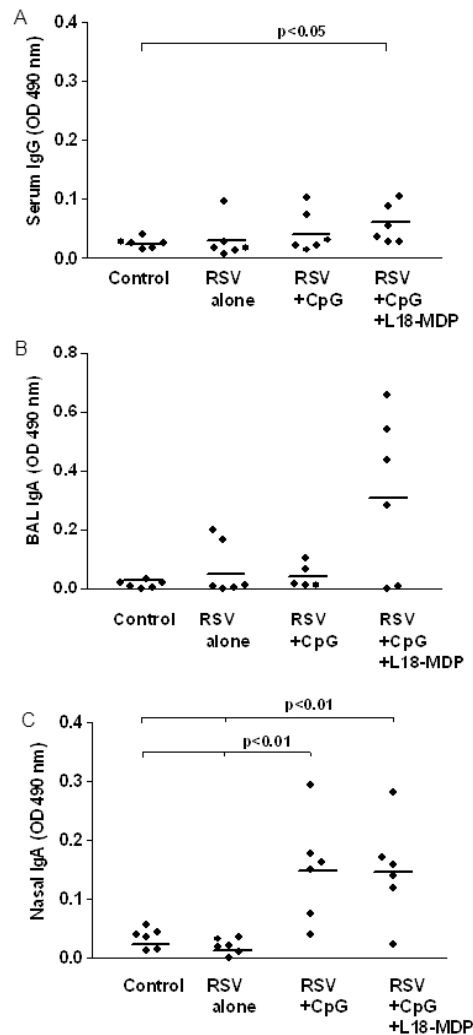 A
p<0.05
Serum IgG (OD 490 nm)
0.4
0.3
0.2
0.1
0.0
Control
RSV alone
RSV +CpG
RSV +CpG +L18-MDP
B
BAL IgA (OD 490 nm)
0.8
0.6
0.4
0.2
0.0
Control
RSV alone
RSV +CpG
RSV +CpG +L18-MDP
C
p<0.01
p<0.01
Nasal IgA (OD 490 nm)
0.4
0.3
0.2
0.1
0.0
Control
RSV alone
RSV +CpG
RSV +CpG +L18-MDP